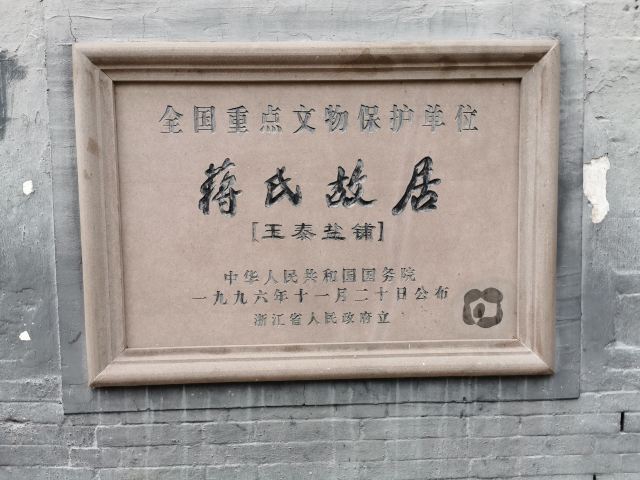 全国重点文物保护单位
蒋氏故居
[玉泰盐铺]
中华人民共和国国务院
一九九六年十一月二十日公布
浙江省人民政府立